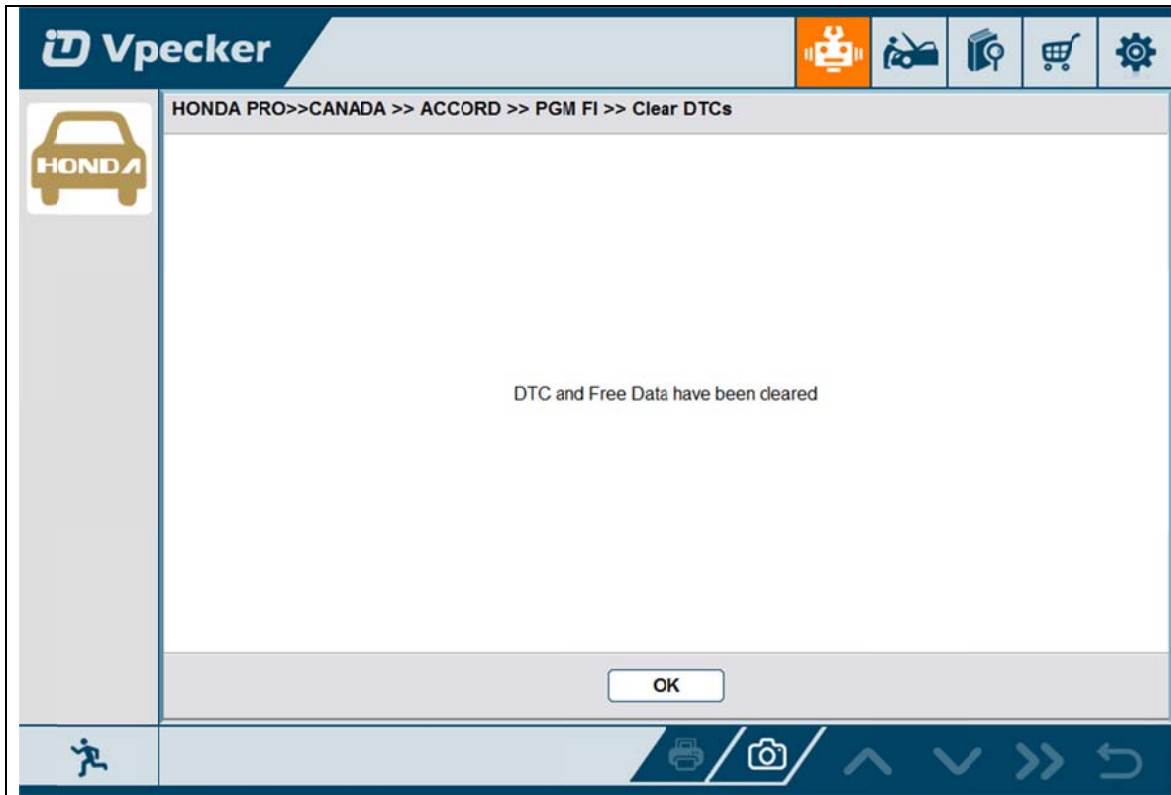 Vpecker
HONDA PRO>>CANADA >> ACCORD >> PGM FI >> Clear DTCs
HONDA
DTC and Free Data have been cleared
OK